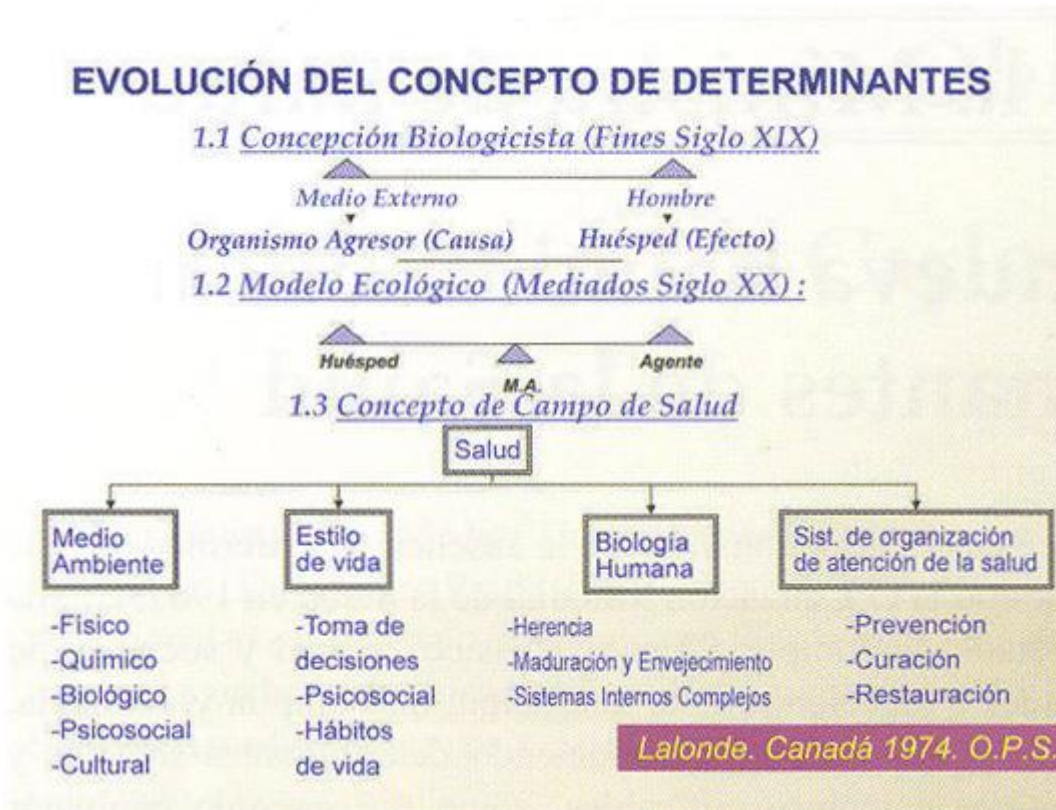 EVOLUCIÓN DEL CONCEPTO DE DETERMINANTES
1.1 Concepción Biologicista (Fines Siglo XIX)
Medio Externo Hombre
Organismo Agresor (Causa) Huésped (Efecto)
1.2 Modelo Ecológico (Mediados Siglo XX) :
Huésped Agente
M.A.
1.3 Concepto de Campo de Salud
Salud
Medio
Ambiente
Estilo
de vida
Biología
Humana
Sist. de organización
de atención de la salud
-Físico
-Químico
-Biológico
-Psicosocial
-Cultural
-Toma de
decisiones
-Psicosocial
-Hábitos
de vida
-Herencia
-Maduración y Envejecimiento
-Sistemas Internos Complejos
-Prevención
-Curación
-Restauración
Lalonde. Canadá 1974. O.P.S.